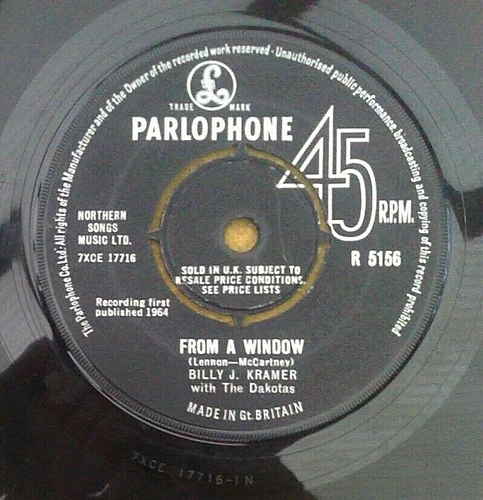 The Parlophone Co.Ltd. All rights of the Manufacturer and of the Owner of the recorded work reserved · Unauthorised public performance, broadcasting and copying of this record prohibited
£
TRADE MARK
PARLOPHONE
45 R.P.M.
NORTHERN
SONGS
MUSIC LTD.
7XCE 17716
R 5156
SOLD IN U.K. SUBJECT TO
RESALE PRICE CONDITIONS,
SEE PRICE LISTS
Recording first
published 1964
FROM A WINDOW
(Lennon—McCartney)
BILLY J. KRAMER
with The Dakotas
MADE IN Gt. BRITAIN
7XCE 17716-1N